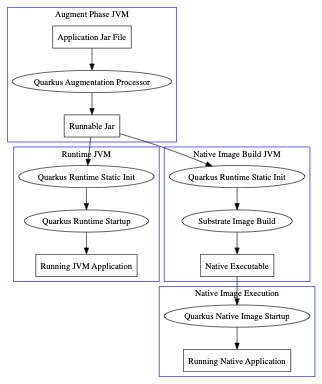 Augment Phase JVM
Application Jar File
Quarkus Augmentation Processor
Runnable Jar
Runtime JVM
Quarkus Runtime Static Init
Quarkus Runtime Startup
Running JVM Application
Native Image Build JVM
Quarkus Runtime Static Init
Substrate Image Build
Native Executable
Native Image Execution
Quarkus Native Image Startup
Running Native Application